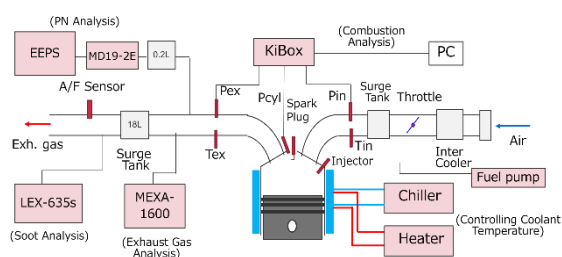 (PN Analysis)
EEPS
MD19-2E
0.2L
A/F Sensor
KiBox
(Combustion
Analysis)
PC
Pex
Pcyl
Spark
Plug
Pin
Surge
Tank
Throttle
18L
Exh. gas
Surge
Tank
Tex
Tin
Injector
Inter
Cooler
Air
Fuel pump
LEX-635s
(Soot Analysis)
MEXA-
1600
(Exhaust Gas
Analysis)
Chiller
Heater
(Controlling Coolant
Temperature)